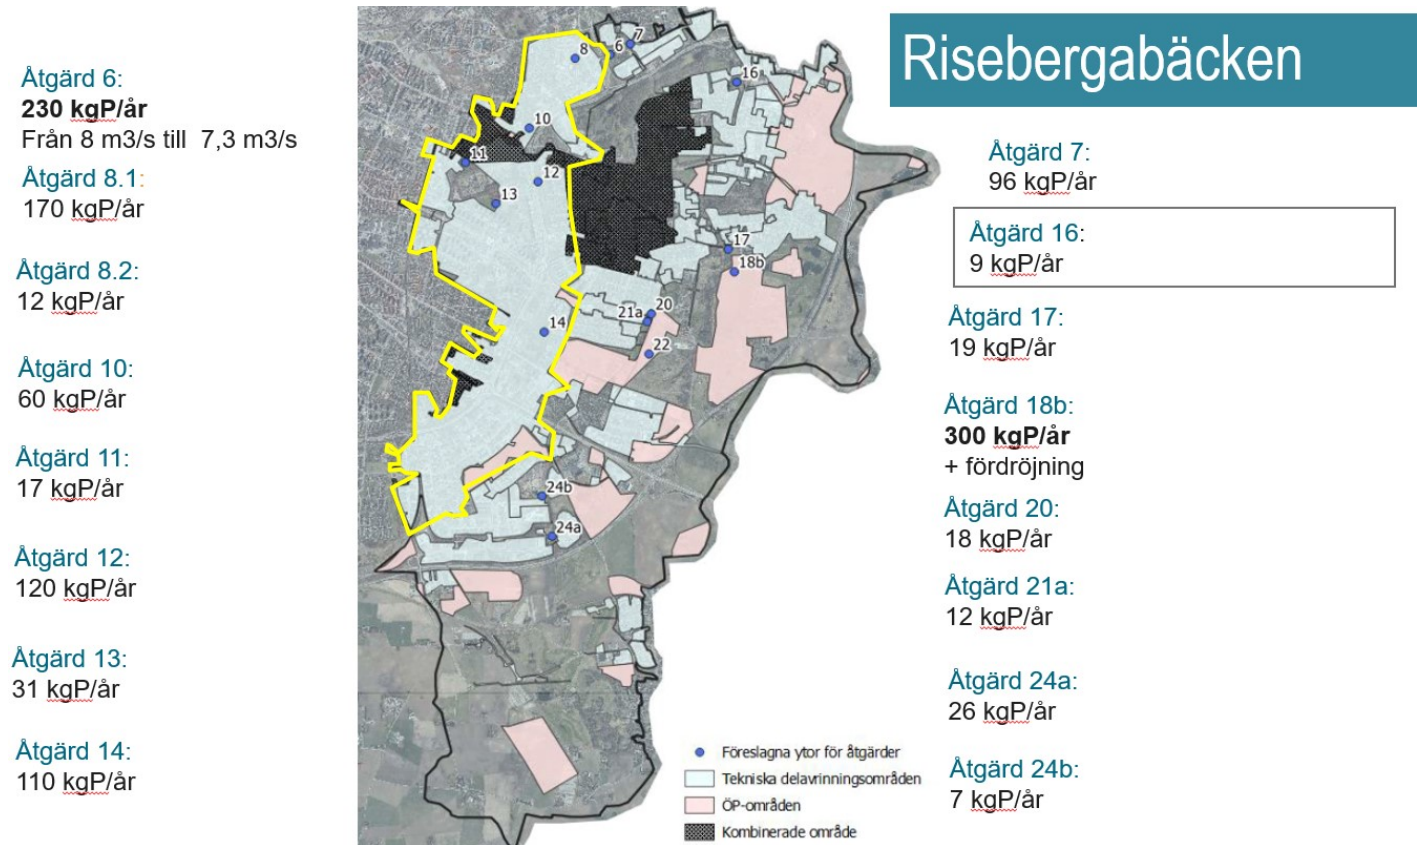 Risebergabäcken
Åtgärd 6:
230 kgP/år
Från 8 m3/s till 7,3 m3/s
Åtgärd 8.1:
170 kgP/år
Åtgärd 8.2:
12 kgP/år
Åtgärd 10:
60 kgP/år
Åtgärd 11:
17 kgP/år
Åtgärd 12:
120 kgP/år
Åtgärd 13:
31 kgP/år
Åtgärd 14:
110 kgP/år
7
8
6
16
10
11
12
13
17
18b
20
21a
14
22
24b
24a
Föreslagna ytor för åtgärder
Tekniska delavrinningsområden
ÖP-områden
Kombinerade område
Åtgärd 7:
96 kgP/år
Åtgärd 16:
9 kgP/år
Åtgärd 17:
19 kgP/år
Åtgärd 18b:
300 kgP/år
+ fördröjning
Åtgärd 20:
18 kgP/år
Åtgärd 21a:
12 kgP/år
Åtgärd 24a:
26 kgP/år
Åtgärd 24b:
7 kgP/år